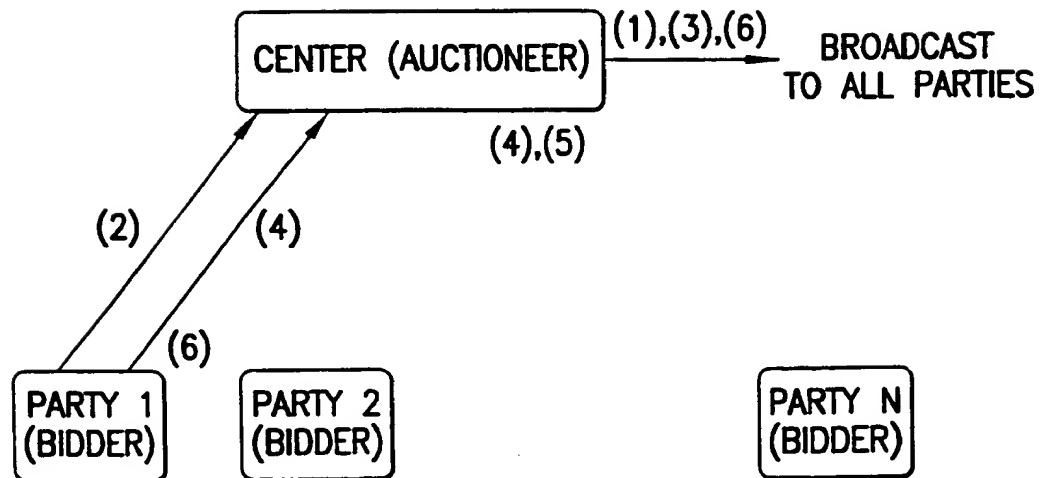 (1),(3),(6)
CENTER (AUCTIONEER)
BROADCAST
TO ALL PARTIES
(4),(5)
(2)
(4)
(6)
PARTY 1
(BIDDER)
PARTY 2
(BIDDER)
PARTY N
(BIDDER)